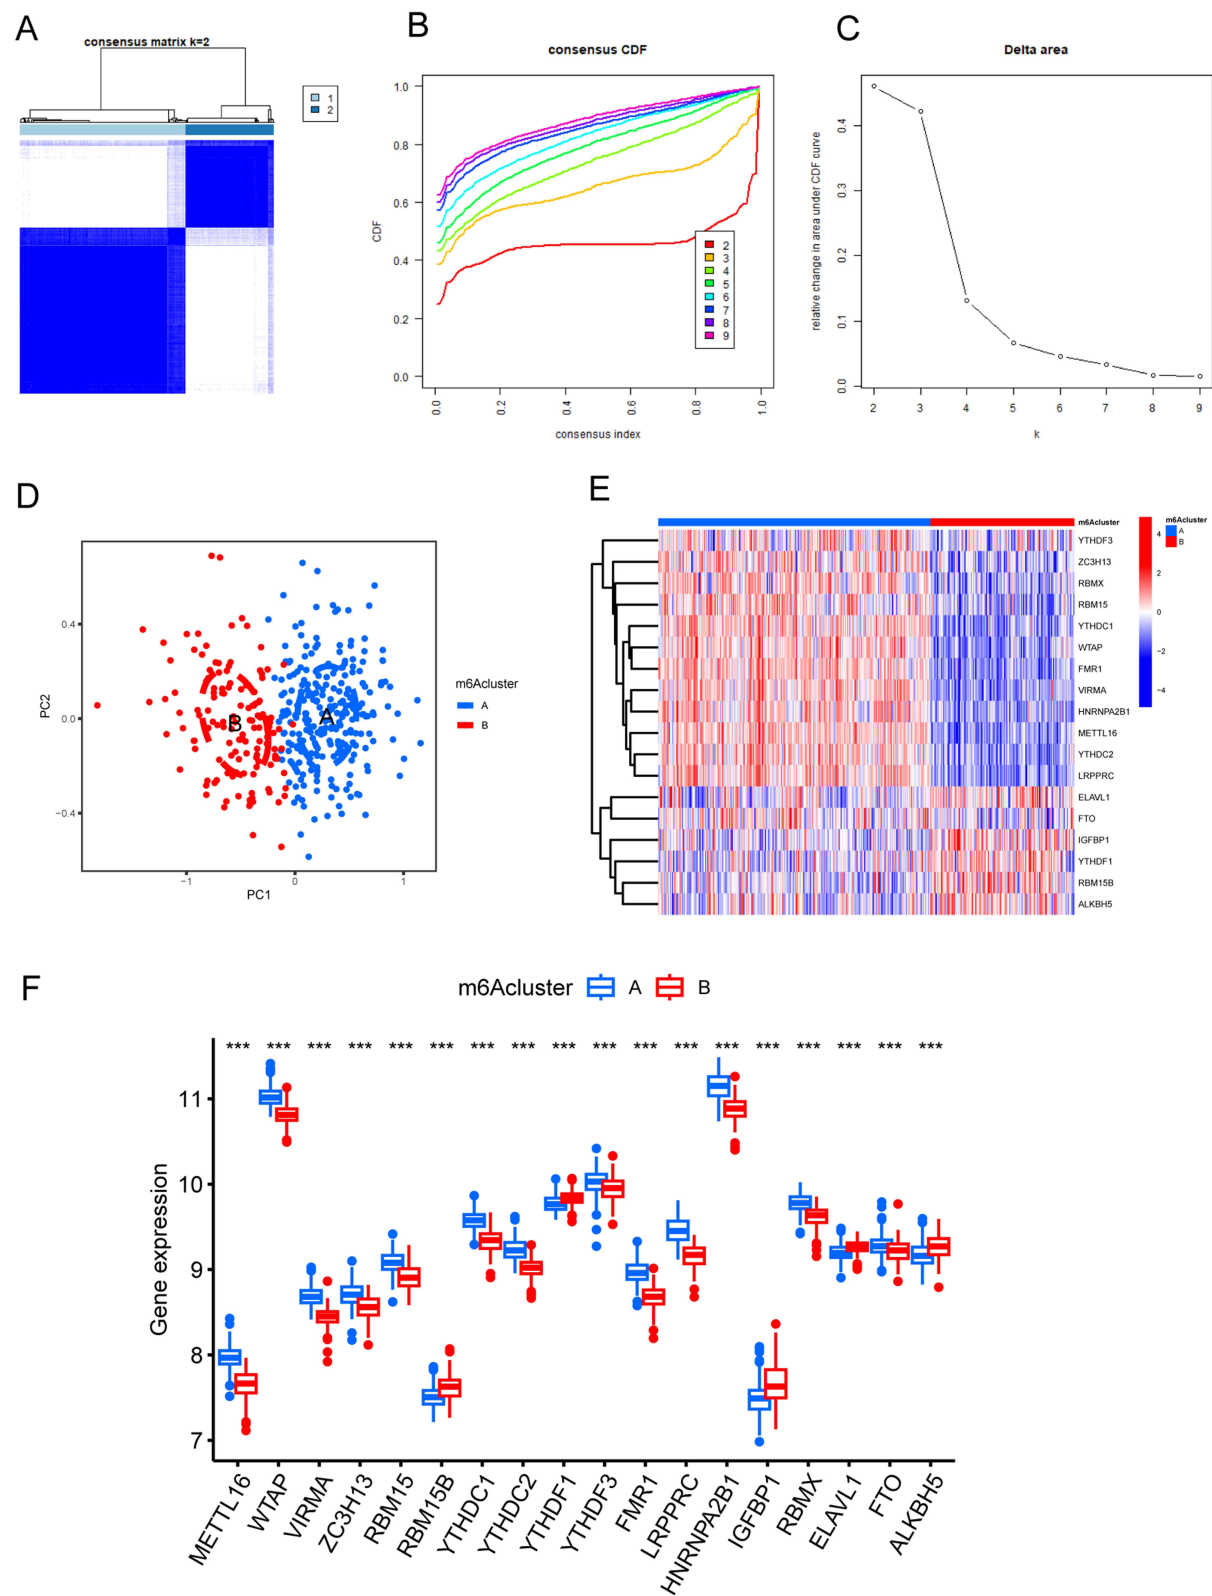 A
consensus matrix k=2
1
2
B
consensus CDF
CDF
1.0
0.8
0.6
0.4
0.2
0.0
2
3
4
5
6
7
8
9
0.0
0.2
0.4
0.6
0.8
1.0
consensus index
C
Delta area
relative change in area under CDF curve
0.4
0.3
0.2
0.1
0.0
2
3
4
5
6
7
8
9
k
D
PC2
0.4
0.0
−0.4
B
A
−1
0
1
PC1
m6Acluster
A
B
E
m6Acluster
YTHDF3
ZC3H13
RBMX
RBM15
YTHDC1
WTAP
FMR1
VIRMA
HNRNPA2B1
METTL16
YTHDC2
LRPPRC
ELAVL1
FTO
IGFBP1
YTHDF1
RBM15B
ALKBH5
4
2
0
−2
−4
m6Acluster
A
B
F
m6Acluster A B
*** *** *** *** *** *** *** *** *** *** *** *** *** *** *** *** *** ***
Gene expression
11
10
9
8
7
METTL16
WTAP
VIRMA
ZC3H13
RBM15
RBM15B
YTHDC1
YTHDC2
YTHDF1
YTHDF3
FMR1
LRPPRC
HNRNPA2B1
IGFBP1
RBMX
ELAVL1
FTO
ALKBH5